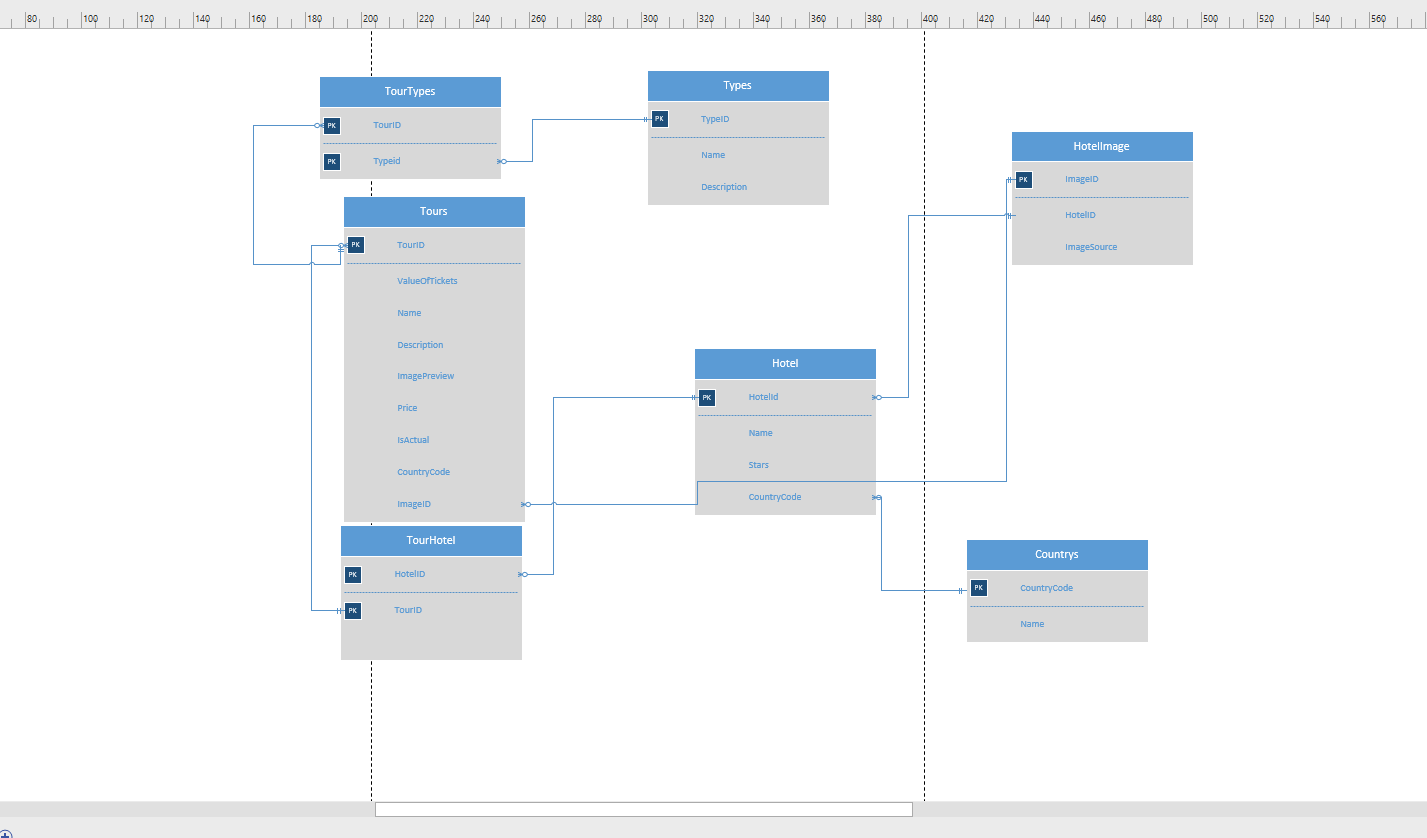 80 100 120 140 160 180 200 220 240 260 280 300 320 340 360 380 400 420 440 460 480 500 520 540 560
TourTypes
PK TourID
PK Typeid
Types
PK TypeID
Name
Description
HotelImage
PK ImageID
HotelID
ImageSource
Tours
PK TourID
ValueOfTickets
Name
Description
ImagePreview
Price
IsActual
CountryCode
ImageID
Hotel
PK HotelId
Name
Stars
CountryCode
TourHotel
PK HotelID
PK TourID
Countrys
PK CountryCode
Name